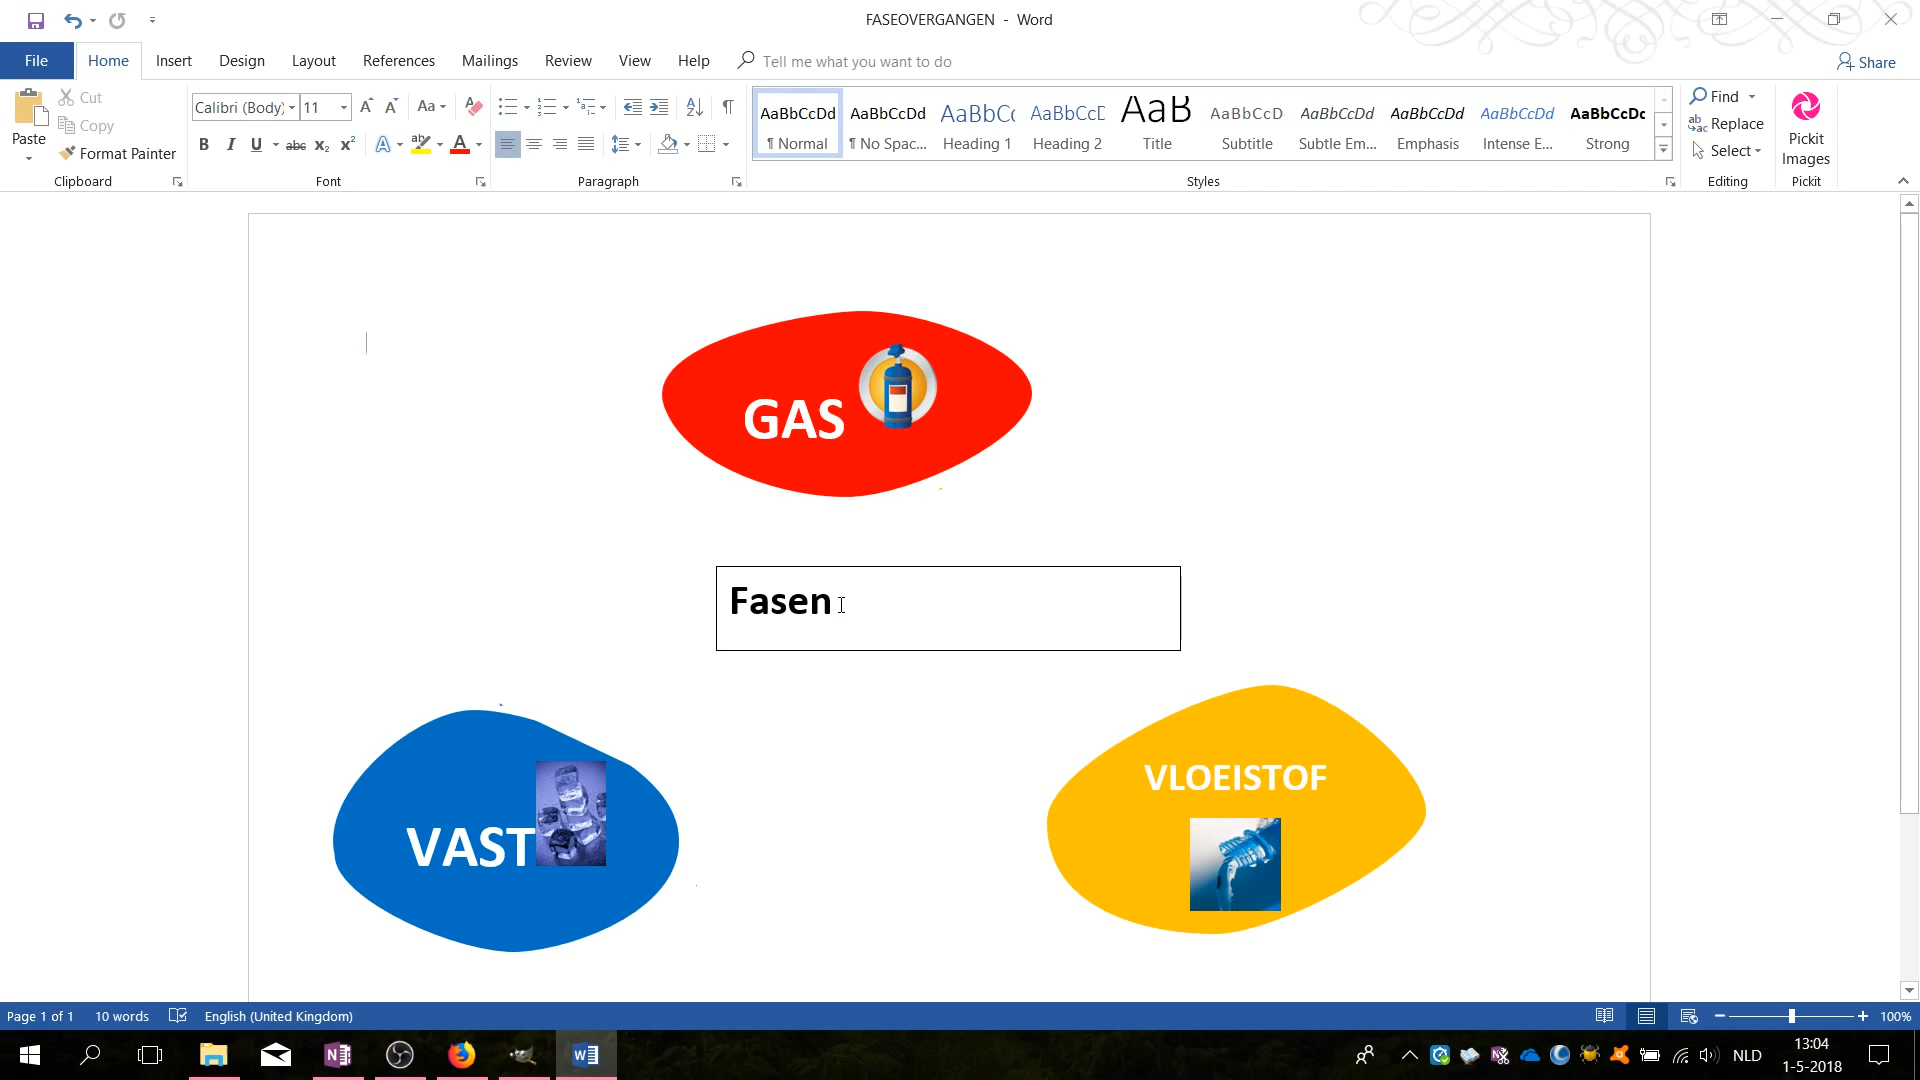 FASEOVERGANGEN - Word
File Home Insert Design Layout References Mailings Review View Help Tell me what you want to do Share
Paste
Cut
Copy
Format Painter
Clipboard
Calibri (Body) 11
Font
Paragraph
AaBbCcDd AaBbCcDd AaBbCc AaBbCcD AaB AaBbCcD AaBbCcDd AaBbCcDd AaBbCcDd AaBbCcDc
¶ Normal ¶ No Spac... Heading 1 Heading 2 Title Subtitle Subtle Em... Emphasis Intense E... Strong
Styles
Find
Replace
Select
Editing
Pickit
Images
Pickit
GAS
Fasen
VAST
VLOEISTOF
Page 1 of 1 10 words English (United Kingdom) 100%
NLD
13:04
1-5-2018